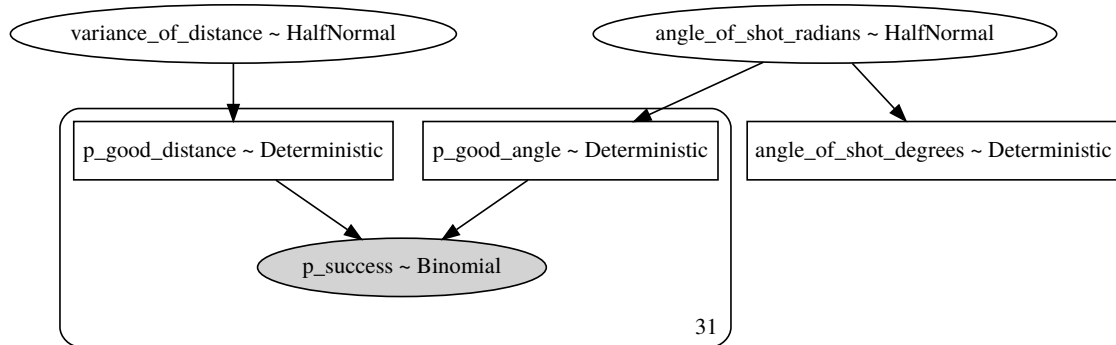 variance_of_distance ~ HalfNormal
angle_of_shot_radians ~ HalfNormal
p_good_distance ~ Deterministic
p_good_angle ~ Deterministic
angle_of_shot_degrees ~ Deterministic
p_success ~ Binomial
31